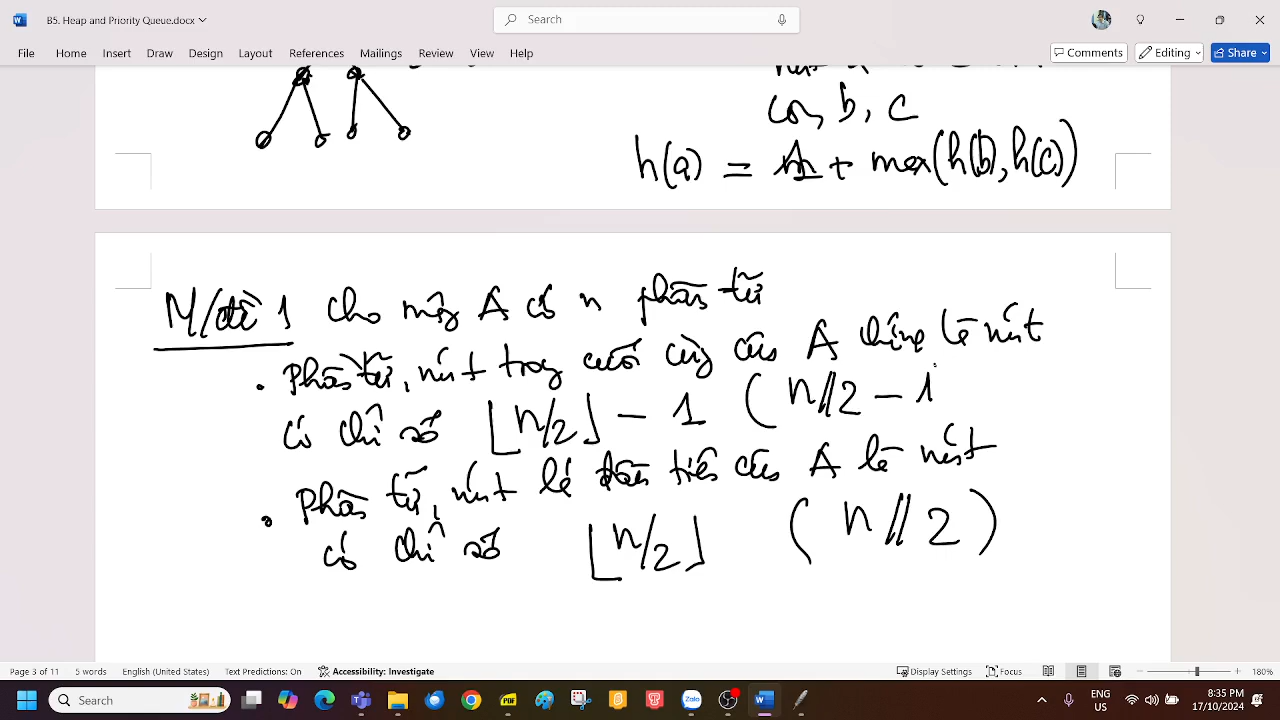 B5. Heap and Priority Queue.docx
Search
File Home Insert Draw Design Layout References Mailings Review View Help
Comments Editing Share
con b, c
h(a) = 1 + max(h(b), h(c))
M/đề 1 Cho mảng A có n phần tử
. Phần tử, nút trong cuối cùng của A chính là nút
có chỉ số ⌊n/2⌋ - 1 (n//2 - 1
. Phần tử, nút lá đầu tiên của A là nút
có chỉ số ⌊n/2⌋ (n//2)
Page 3 of 11 5 words English (United States) Text Predictions: On Accessibility: Investigate Display Settings Focus 180%
Search
ENG
US
8:35 PM
17/10/2024